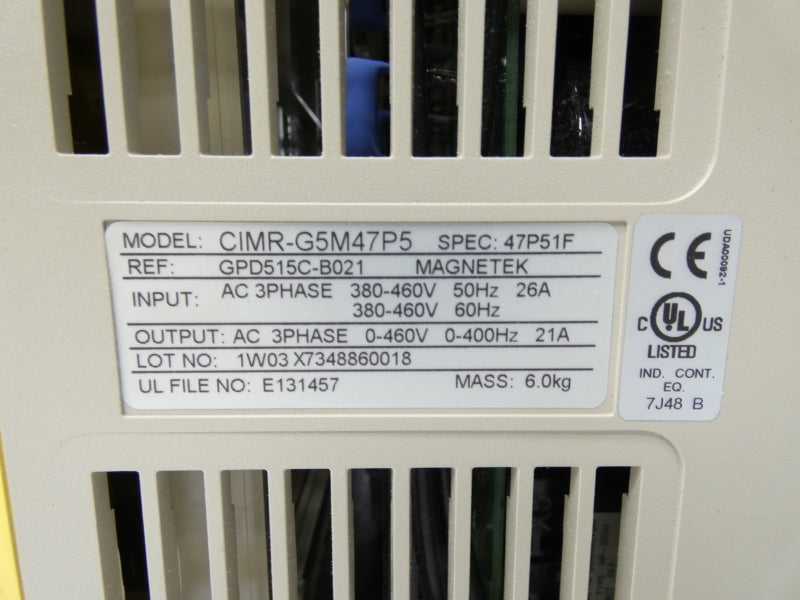 MODEL: CIMR-G5M47P5 SPEC: 47P51F
REF: GPD515C-B021 MAGNETEK
INPUT: AC 3PHASE 380-460V 50Hz 26A
380-460V 60Hz
OUTPUT: AC 3PHASE 0-460V 0-400Hz 21A
LOT NO: 1W03 X7348860018
UL FILE NO: E131457 MASS: 6.0kg
CE
UDA00092-1
C UL US
LISTED
IND. CONT.
EQ.
7J48 B